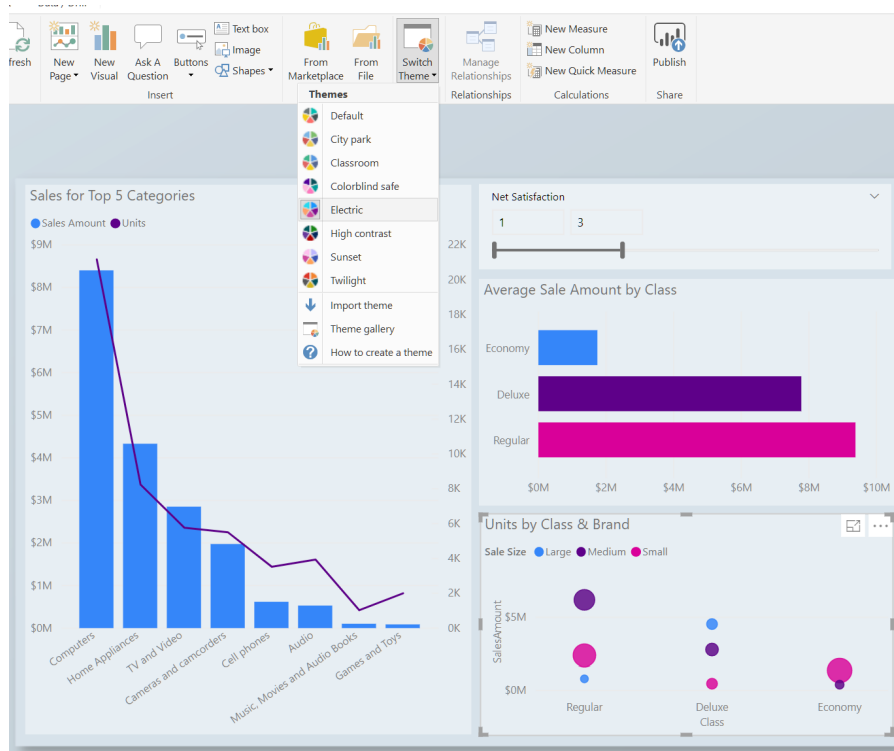 fresh
New
Page
New
Visual
Ask A
Question
Buttons
Text box
Image
Shapes
From
Marketplace
From
File
Switch
Theme
Manage
Relationships
New Measure
New Column
New Quick Measure
Publish
Insert
Relationships
Calculations
Share
Themes
Default
City park
Classroom
Colorblind safe
Electric
High contrast
Sunset
Twilight
Import theme
Theme gallery
How to create a theme
Sales for Top 5 Categories
Sales Amount Units
$9M
$8M
$7M
$6M
$5M
$4M
$3M
$2M
$1M
$0M
22K
20K
18K
16K
14K
12K
10K
8K
6K
4K
2K
0K
Computers
Home Appliances
TV and Video
Cameras and camcorders
Cell phones
Audio
Music, Movies and Audio Books
Games and Toys
Net Satisfaction
1 3
Average Sale Amount by Class
Economy
Deluxe
Regular
$0M $2M $4M $6M $8M $10M
Units by Class & Brand
Sale Size Large Medium Small
SalesAmount
$5M
$0M
Regular Deluxe Economy
Class